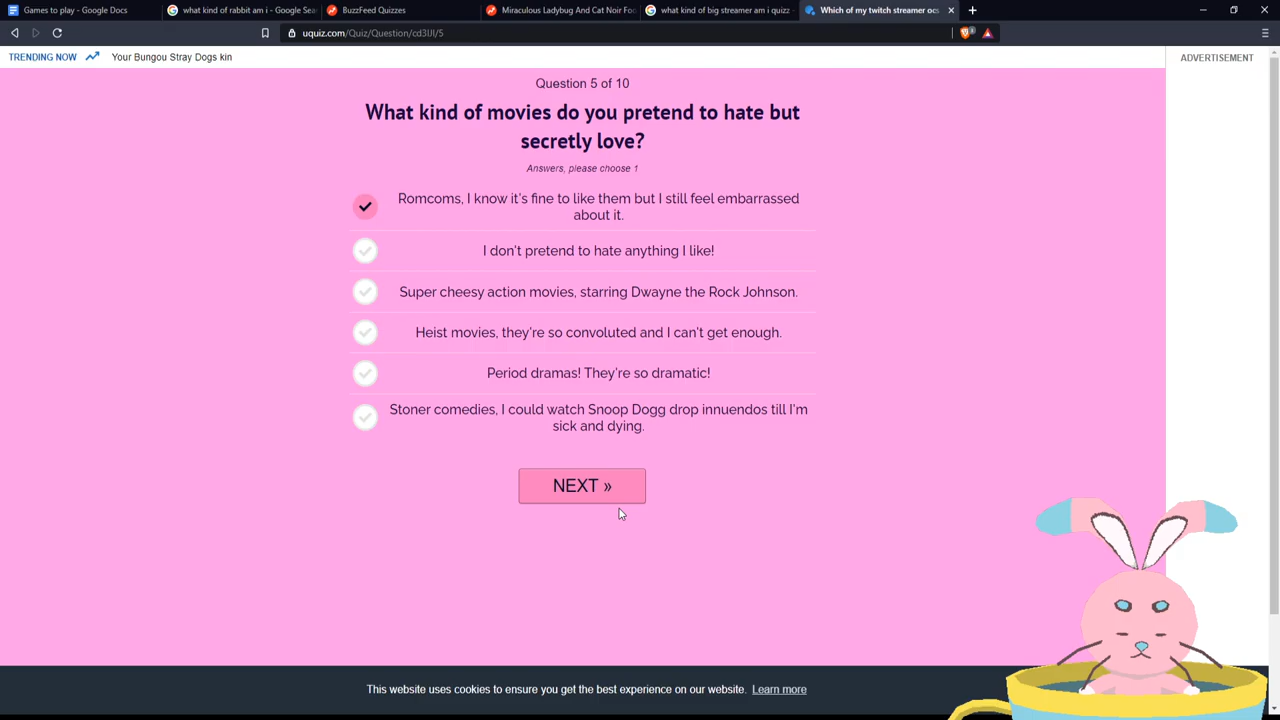 Games to play - Google Docs
what kind of rabbit am i - Google Sea
BuzzFeed Quizzes
Miraculous Ladybug And Cat Noir Fo
what kind of big streamer am i quizz -
Which of my twitch streamer ocs
uquiz.com/Quiz/Question/cd3lJI/5
TRENDING NOW
Your Bungou Stray Dogs kin
ADVERTISEMENT
Question 5 of 10
What kind of movies do you pretend to hate but
secretly love?
Answers, please choose 1
Romcoms, I know it's fine to like them but I still feel embarrassed
about it.
I don't pretend to hate anything I like!
Super cheesy action movies, starring Dwayne the Rock Johnson.
Heist movies, they're so convoluted and I can't get enough.
Period dramas! They're so dramatic!
Stoner comedies, I could watch Snoop Dogg drop innuendos till I'm
sick and dying.
NEXT »
This website uses cookies to ensure you get the best experience on our website. Learn more